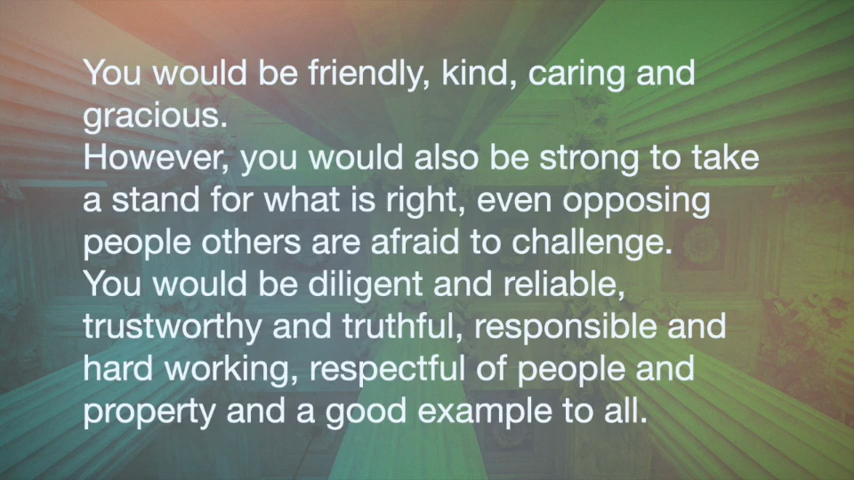 You would be friendly, kind, caring and
gracious.
However, you would also be strong to take
a stand for what is right, even opposing
people others are afraid to challenge.
You would be diligent and reliable,
trustworthy and truthful, responsible and
hard working, respectful of people and
property and a good example to all.